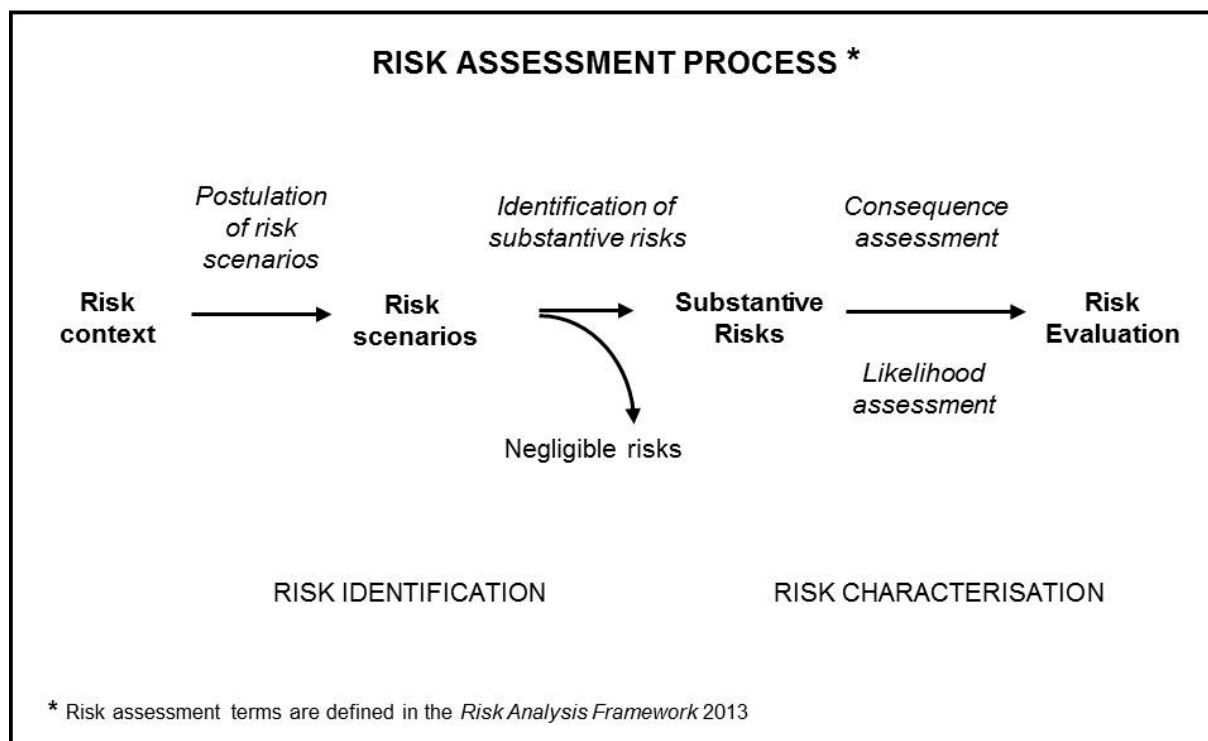 RISK ASSESSMENT PROCESS *
Postulation
of risk
scenarios
Identification of
substantive risks
Consequence
assessment
Risk
context
Risk
scenarios
Substantive
Risks
Risk
Evaluation
Likelihood
assessment
Negligible risks
RISK IDENTIFICATION
RISK CHARACTERISATION
* Risk assessment terms are defined in the Risk Analysis Framework 2013